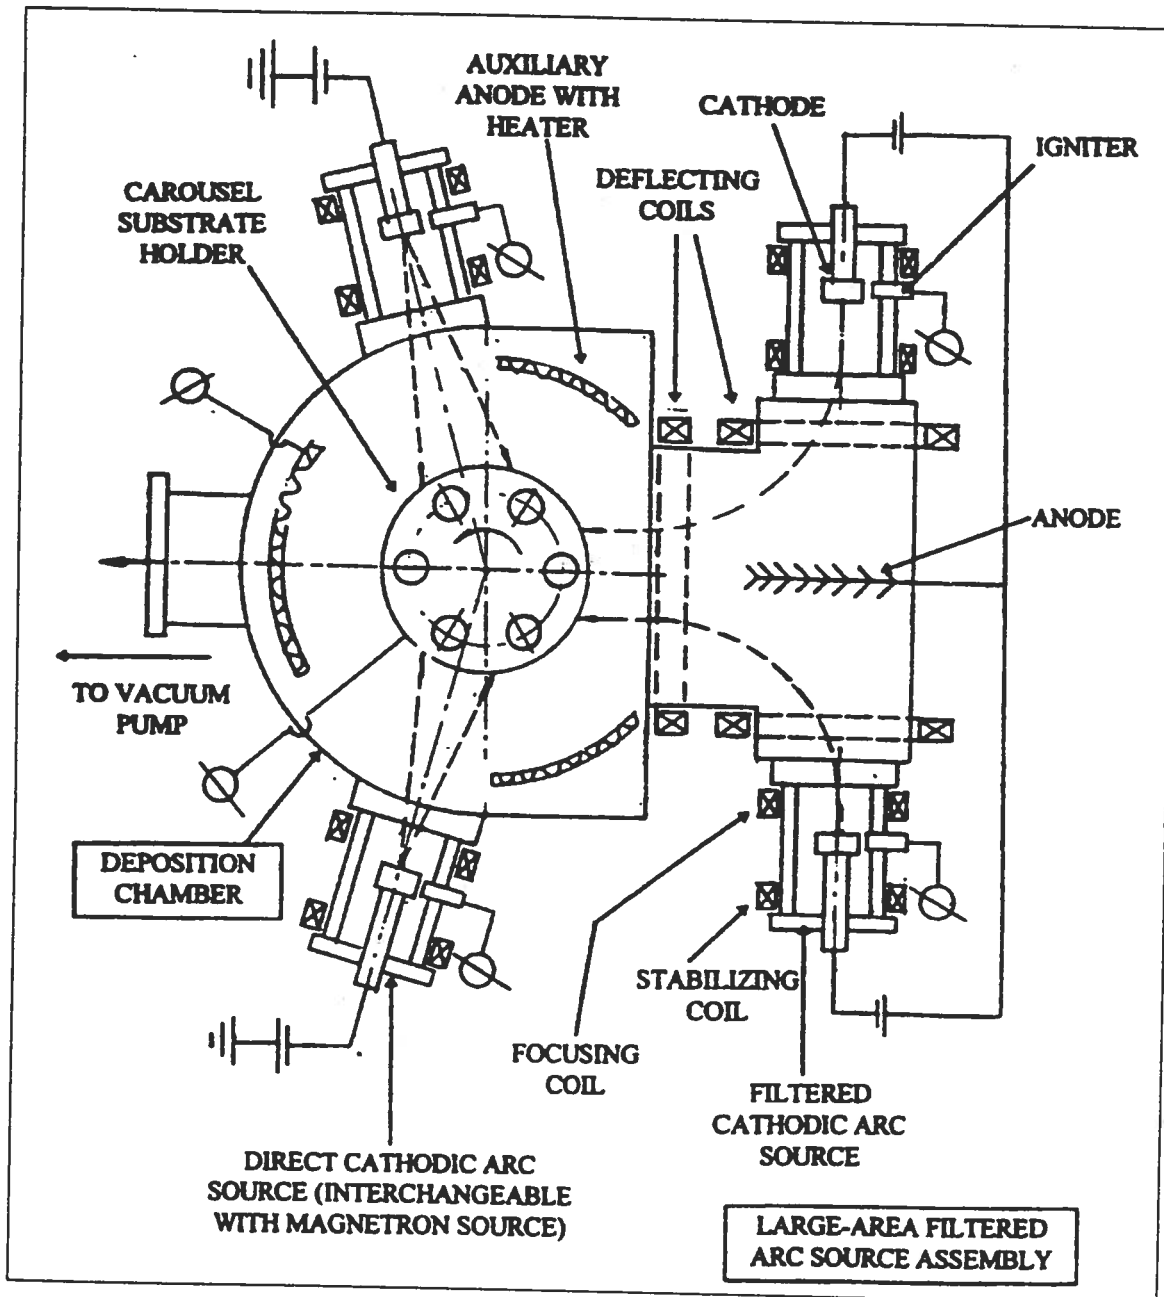 AUXILIARY
ANODE WITH
HEATER
CATHODE
IGNITER
DEFLECTING
COILS
CAROUSEL
SUBSTRATE
HOLDER
ANODE
TO VACUUM
PUMP
DEPOSITION
CHAMBER
STABILIZING
COIL
FOCUSING
COIL
FILTERED
CATHODIC ARC
SOURCE
DIRECT CATHODIC ARC
SOURCE (INTERCHANGEABLE
WITH MAGNETRON SOURCE)
LARGE-AREA FILTERED
ARC SOURCE ASSEMBLY